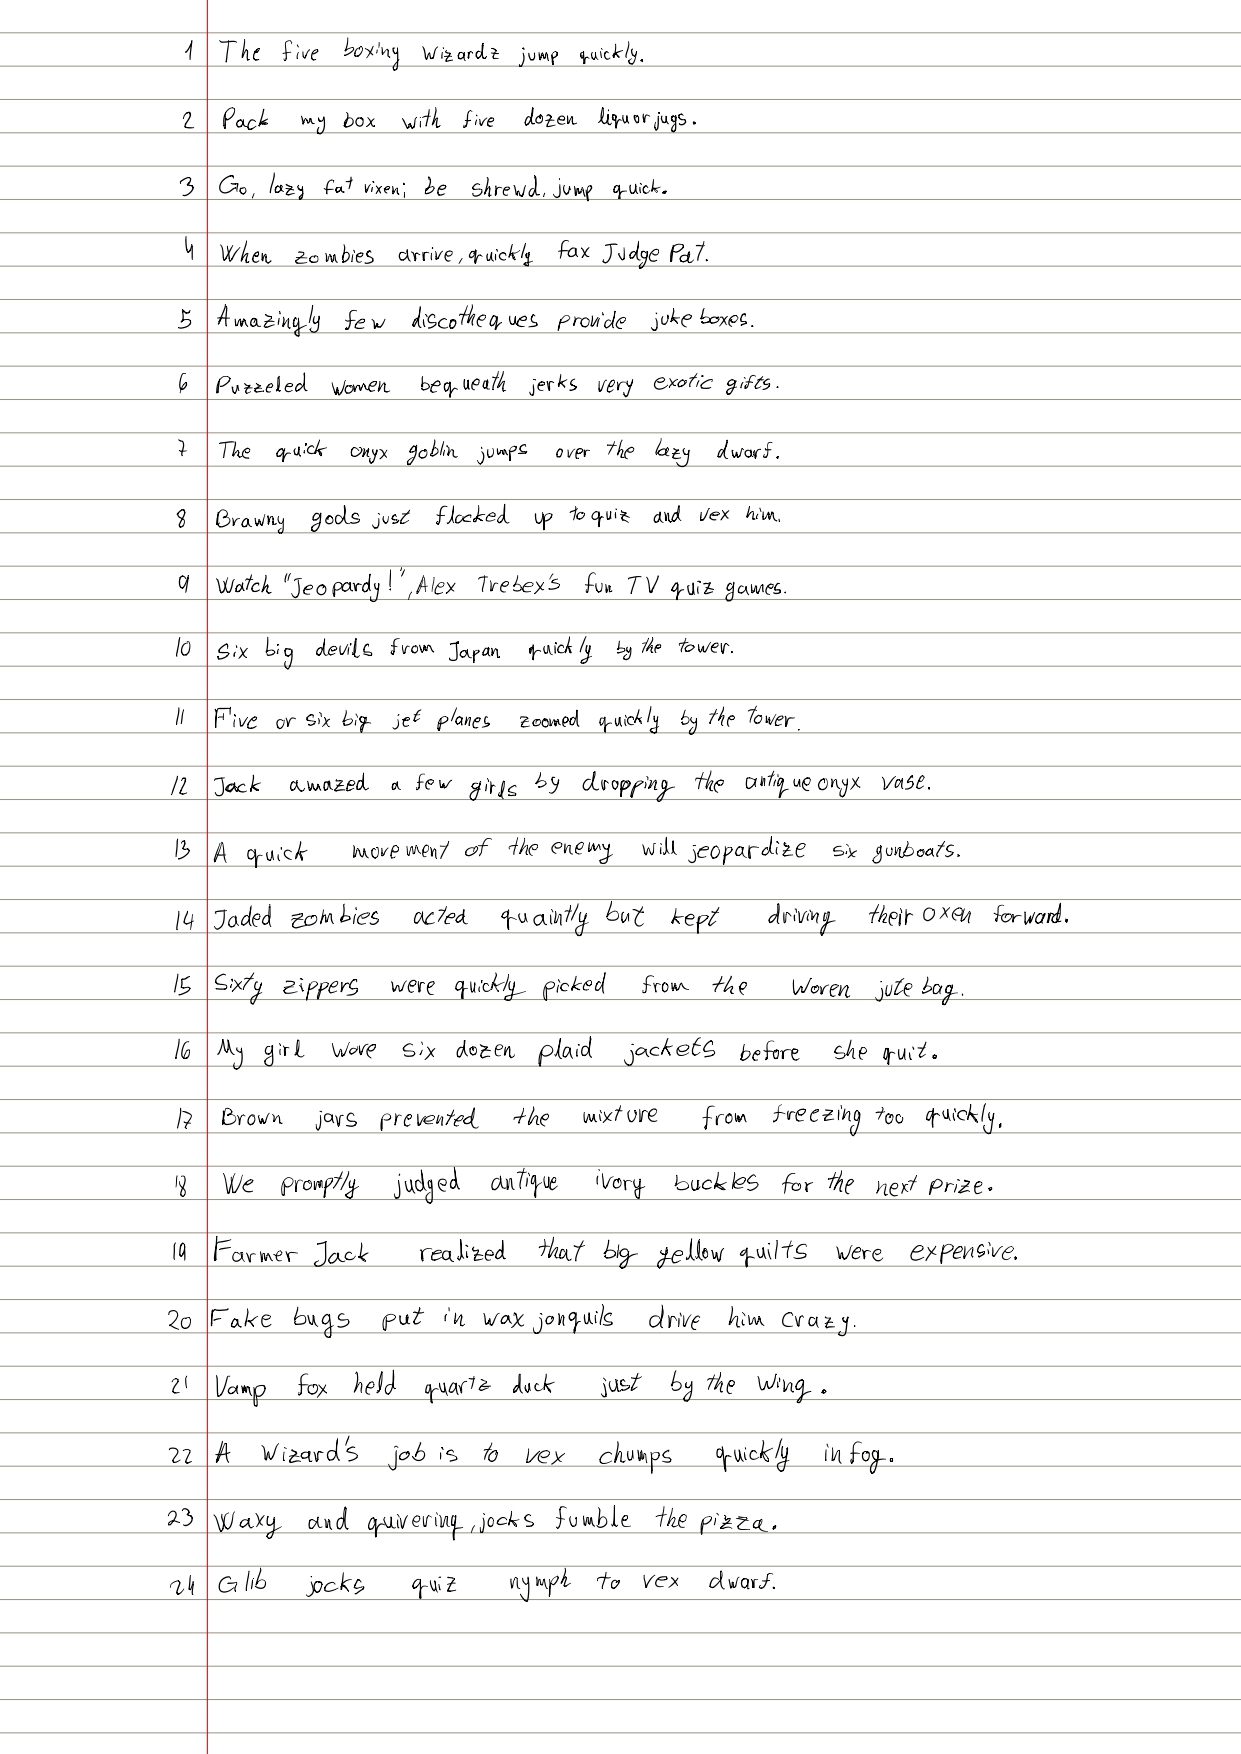 1 The five boxing wizardz jump quickly.
2 Pack my box with five dozen liquor jugs.
3 Go, lazy fat vixen; be shrewd, jump quick.
4 When zombies arrive, quickly fax Judge Pat.
5 Amazingly few discotheques provide juke boxes.
6 Puzzeled women bequeath jerks very exotic gifts.
7 The quick onyx goblin jumps over the lazy dwarf.
8 Brawny gods just flocked up to quiz and vex him.
9 Watch "Jeopardy!", Alex Trebex's fun TV quiz games.
10 Six big devils from Japan quickly by the tower.
11 Five or six big jet planes zoomed quickly by the tower.
12 Jack amazed a few girls by dropping the antique onyx vase.
13 A quick movement of the enemy will jeopardize six gunboats.
14 Jaded zombies acted quaintly but kept driving their oxen forward.
15 Sixty zippers were quickly picked from the woven jute bag.
16 My girl wove six dozen plaid jackets before she quit.
17 Brown jars prevented the mixture from freezing too quickly.
18 We promptly judged antique ivory buckles for the next prize.
19 Farmer Jack realized that big yellow quilts were expensive.
20 Fake bugs put in wax jonquils drive him crazy.
21 Vamp fox held quartz duck just by the wing.
22 A wizard's job is to vex chumps quickly in fog.
23 Waxy and quivering, jocks fumble the pizza.
24 Glib jocks quiz nymph to vex dwarf.